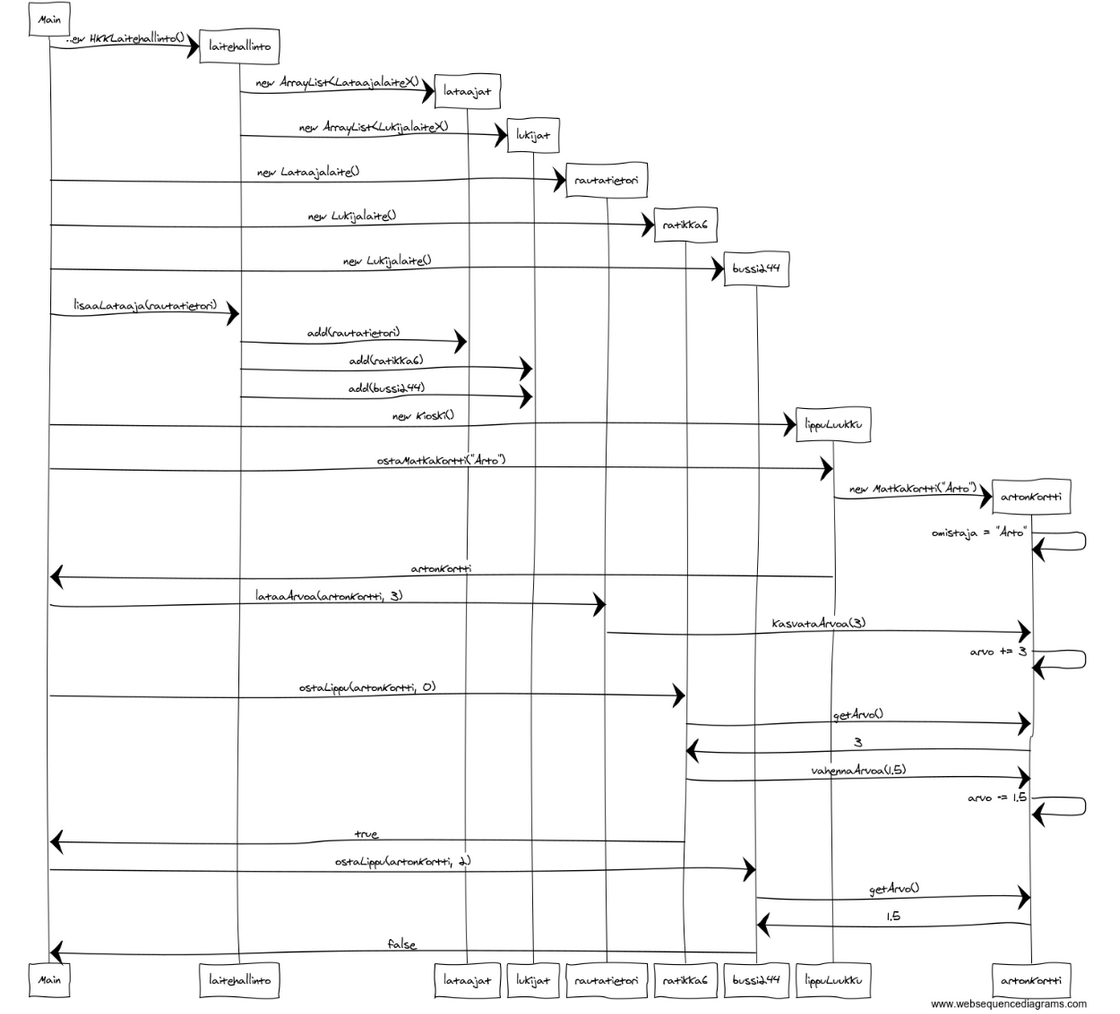 Main
new HKKLaitehallinto()
laitehallinto
new ArrayList<Lataajalaite>()
lataajat
new ArrayList<Lukijalaite>()
lukijat
new Lataajalaite()
rautatietori
new Lukijalaite()
ratikka6
new Lukijalaite()
bussi244
lisaaLataaja(rautatietori)
add(rautatietori)
add(ratikka6)
add(bussi244)
new Kioski()
lippuLuukku
ostaMatkakortti("Arto")
new Matkakortti("Arto")
artonKortti
omistaja = "Arto"
artonKortti
lataaArvoa(artonKortti, 3)
kasvataArvoa(3)
arvo += 3
ostaLippu(artonKortti, 0)
getArvo()
3
vahennaArvoa(1.5)
arvo -= 1.5
true
ostaLippu(artonKortti, 2)
getArvo()
1.5
false
Main laitehallinto lataajat lukijat rautatietori ratikka6 bussi244 lippuLuukku artonKortti
www.websequencediagrams.com